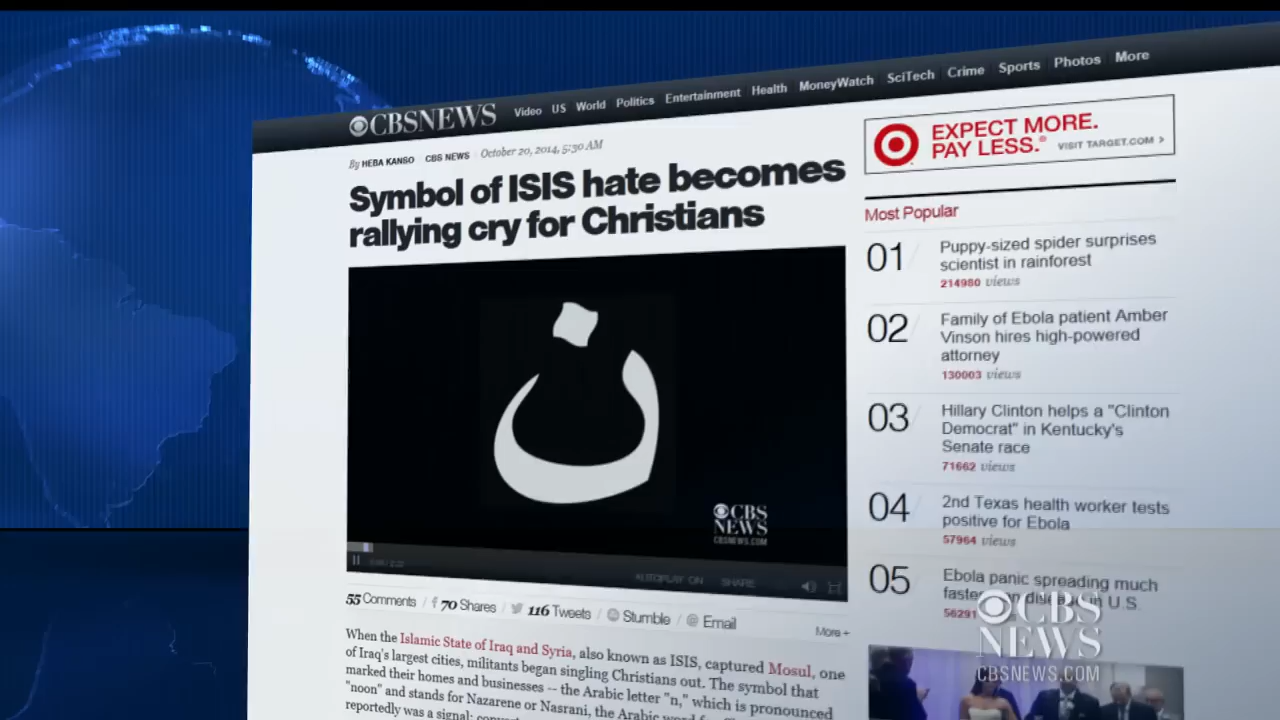 CBSNEWS Video US World Politics Entertainment Health MoneyWatch SciTech Crime Sports Photos More
By HEBA KANSO CBS NEWS October 20, 2014, 5:30 AM
Symbol of ISIS hate becomes
rallying cry for Christians
ن
CBS
NEWS
CBSNEWS.COM
AUTOPLAY ON SHARE
55 Comments / f 70 Shares / 116 Tweets / Stumble / @ Email More +
When the Islamic State of Iraq and Syria, also known as ISIS, captured Mosul, one
of Iraq's largest cities, militants began singling Christians out. The symbol that
marked their homes and businesses -- the Arabic letter "n," which is pronounced
"noon" and stands for Nazarene or Nasrani, the Arabic word
reportedly was a signal:
EXPECT MORE.
PAY LESS.® VISIT TARGET.COM >
Most Popular
01 Puppy-sized spider surprises
scientist in rainforest
214980 views
02 Family of Ebola patient Amber
Vinson hires high-powered
attorney
130003 views
03 Hillary Clinton helps a "Clinton
Democrat" in Kentucky's
Senate race
71662 views
04 2nd Texas health worker tests
positive for Ebola
57964 views
05 Ebola panic spreading much
in U.S.
56291
CBS
NEWS
CBSNEWS.COM